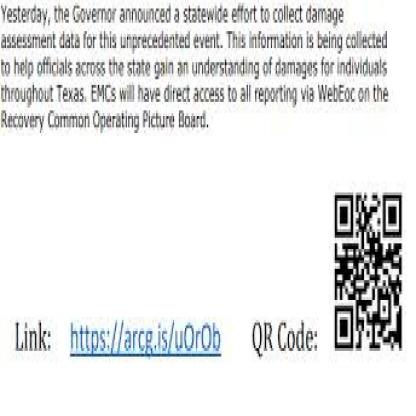 Yesterday, the Governor announced a statewide effort to collect damage
assessment data for this unprecedented event. This information is being collected
to help officials across the state gain an understanding of damages for individuals
throughout Texas. EMCs will have direct access to all reporting via WebEoc on the
Recovery Common Operating Picture Board.
Link: https://arcg.is/uOrOb QR Code: